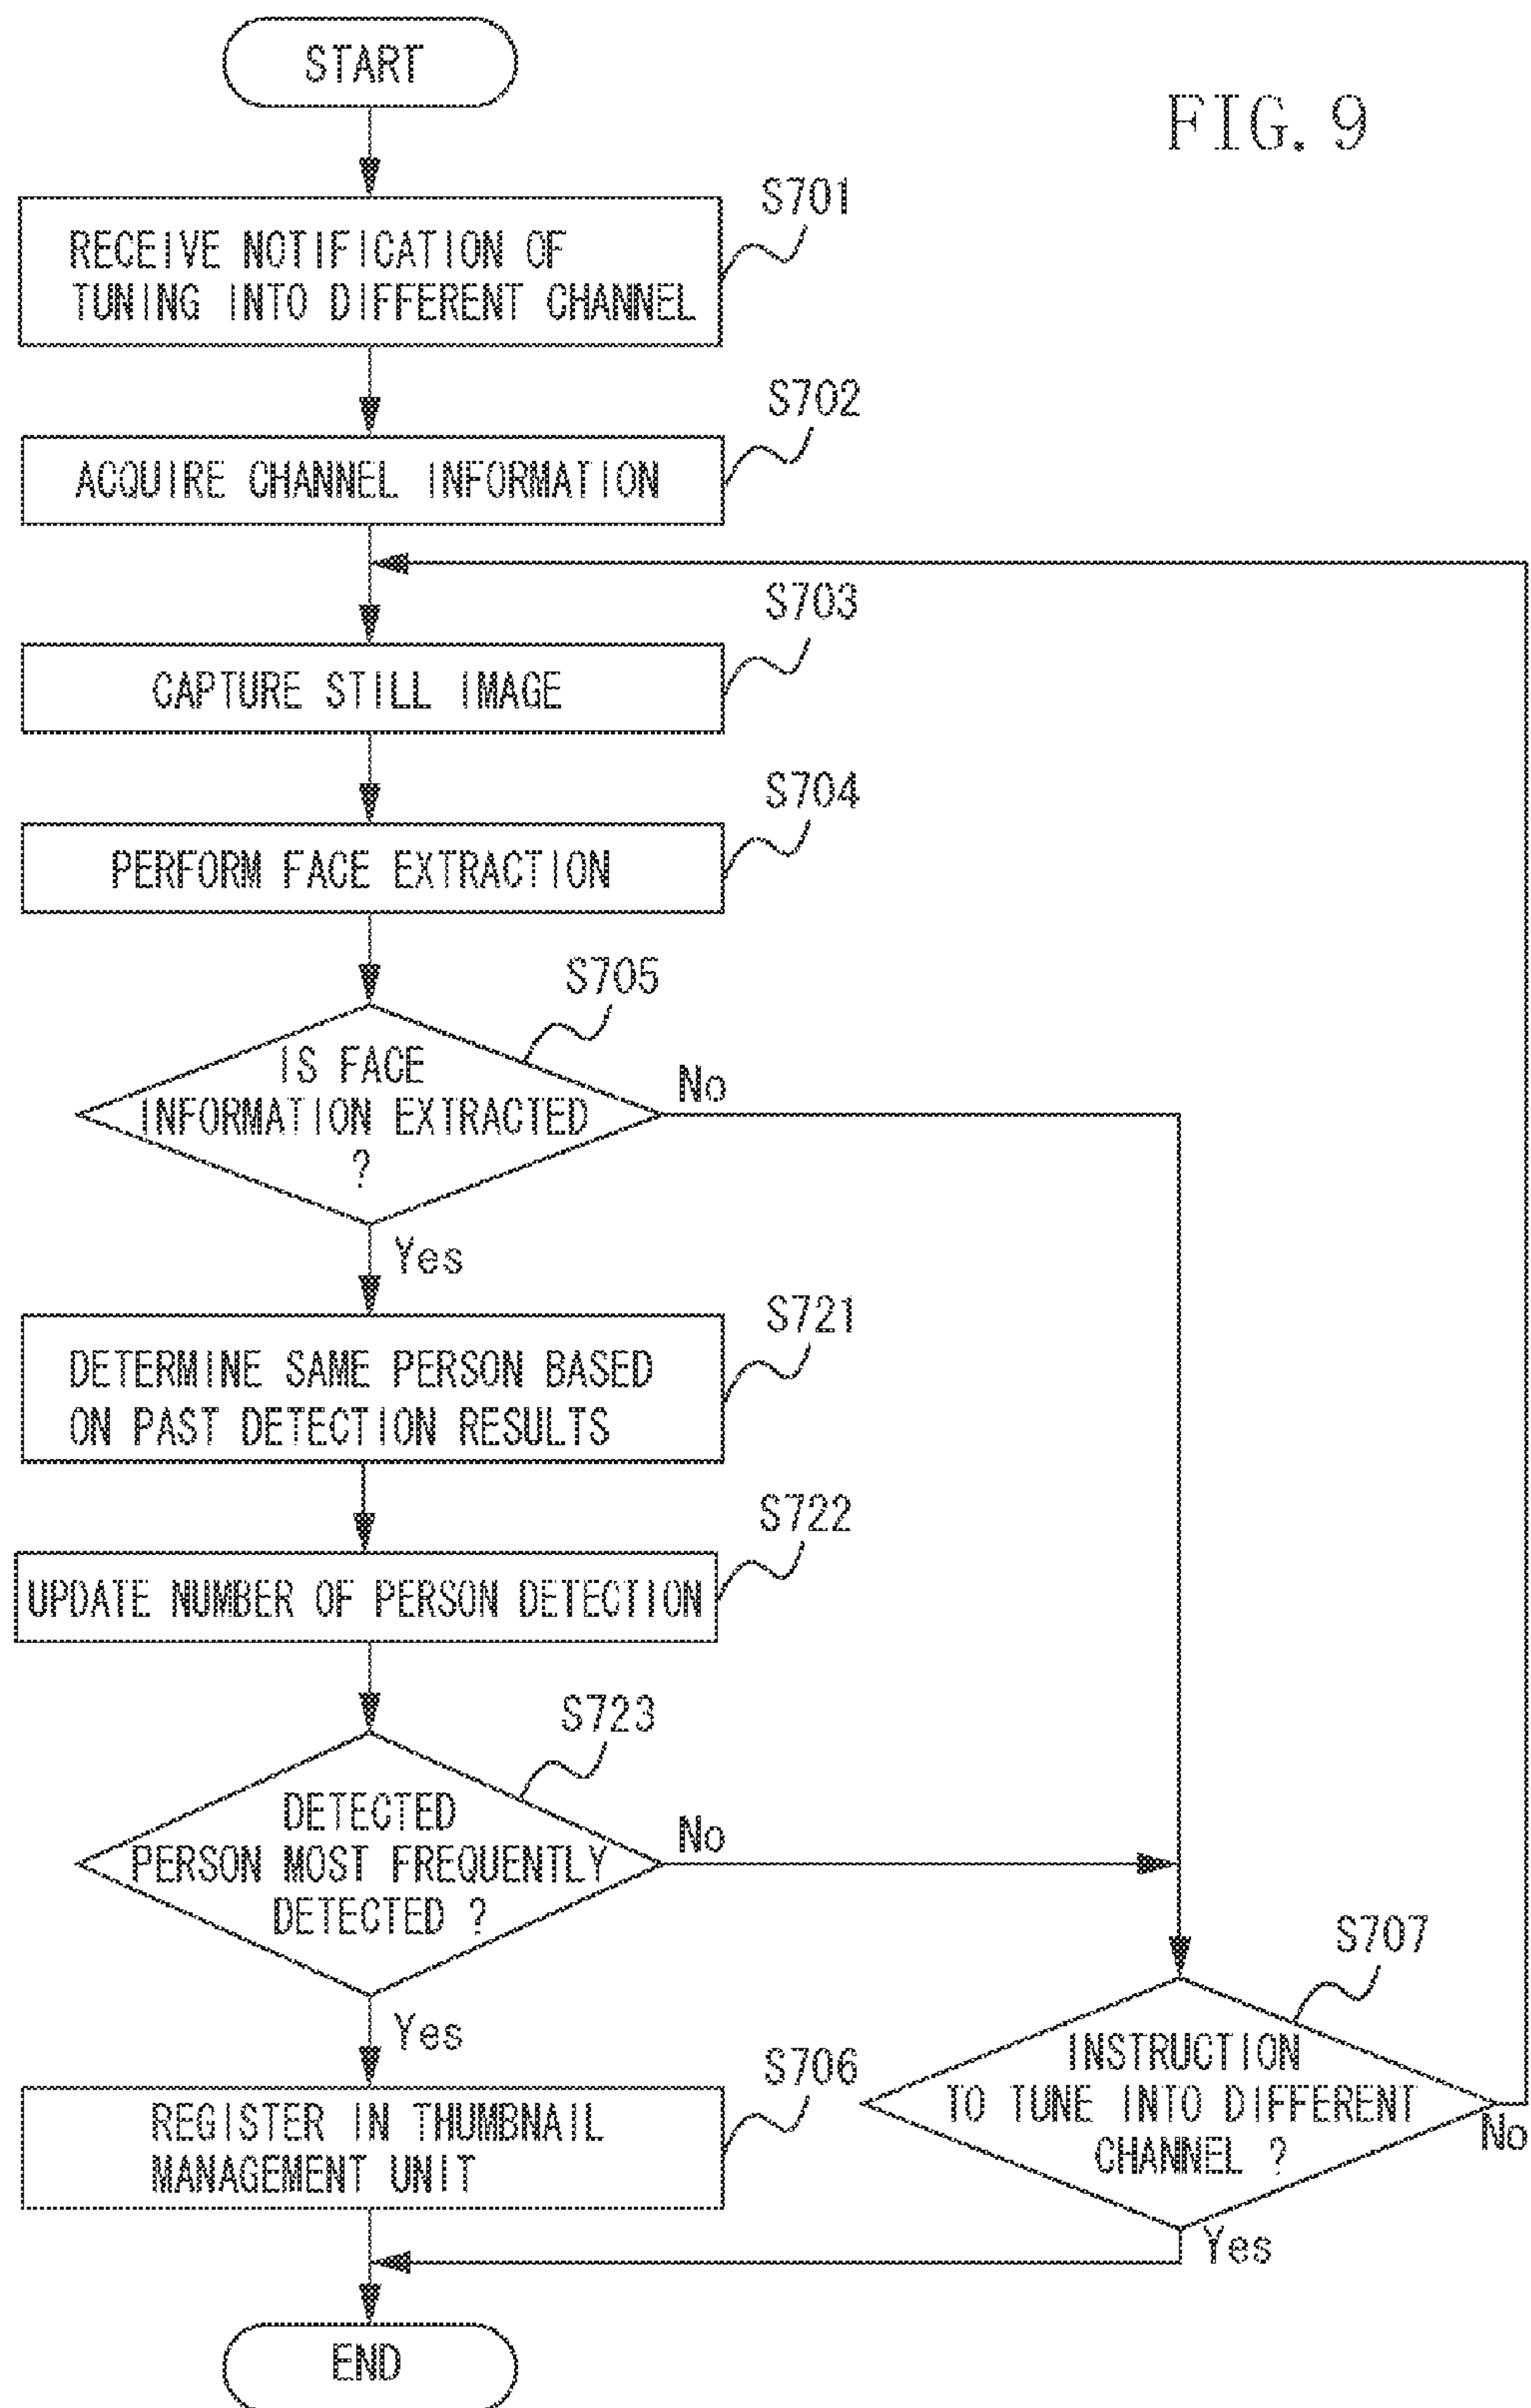 START
FIG. 9
S701
RECEIVE NOTIFICATION OF
TUNING INTO DIFFERENT CHANNEL
S702
ACQUIRE CHANNEL INFORMATION
S703
CAPTURE STILL IMAGE
S704
PERFORM FACE EXTRACTION
S705
IS FACE
INFORMATION EXTRACTED
?
No
Yes
S721
DETERMINE SAME PERSON BASED
ON PAST DETECTION RESULTS
S722
UPDATE NUMBER OF PERSON DETECTION
S723
DETECTED
PERSON MOST FREQUENTLY
DETECTED ?
No
Yes
S706
REGISTER IN THUMBNAIL
MANAGEMENT UNIT
S707
INSTRUCTION
TO TUNE INTO DIFFERENT
CHANNEL ?
No
Yes
END